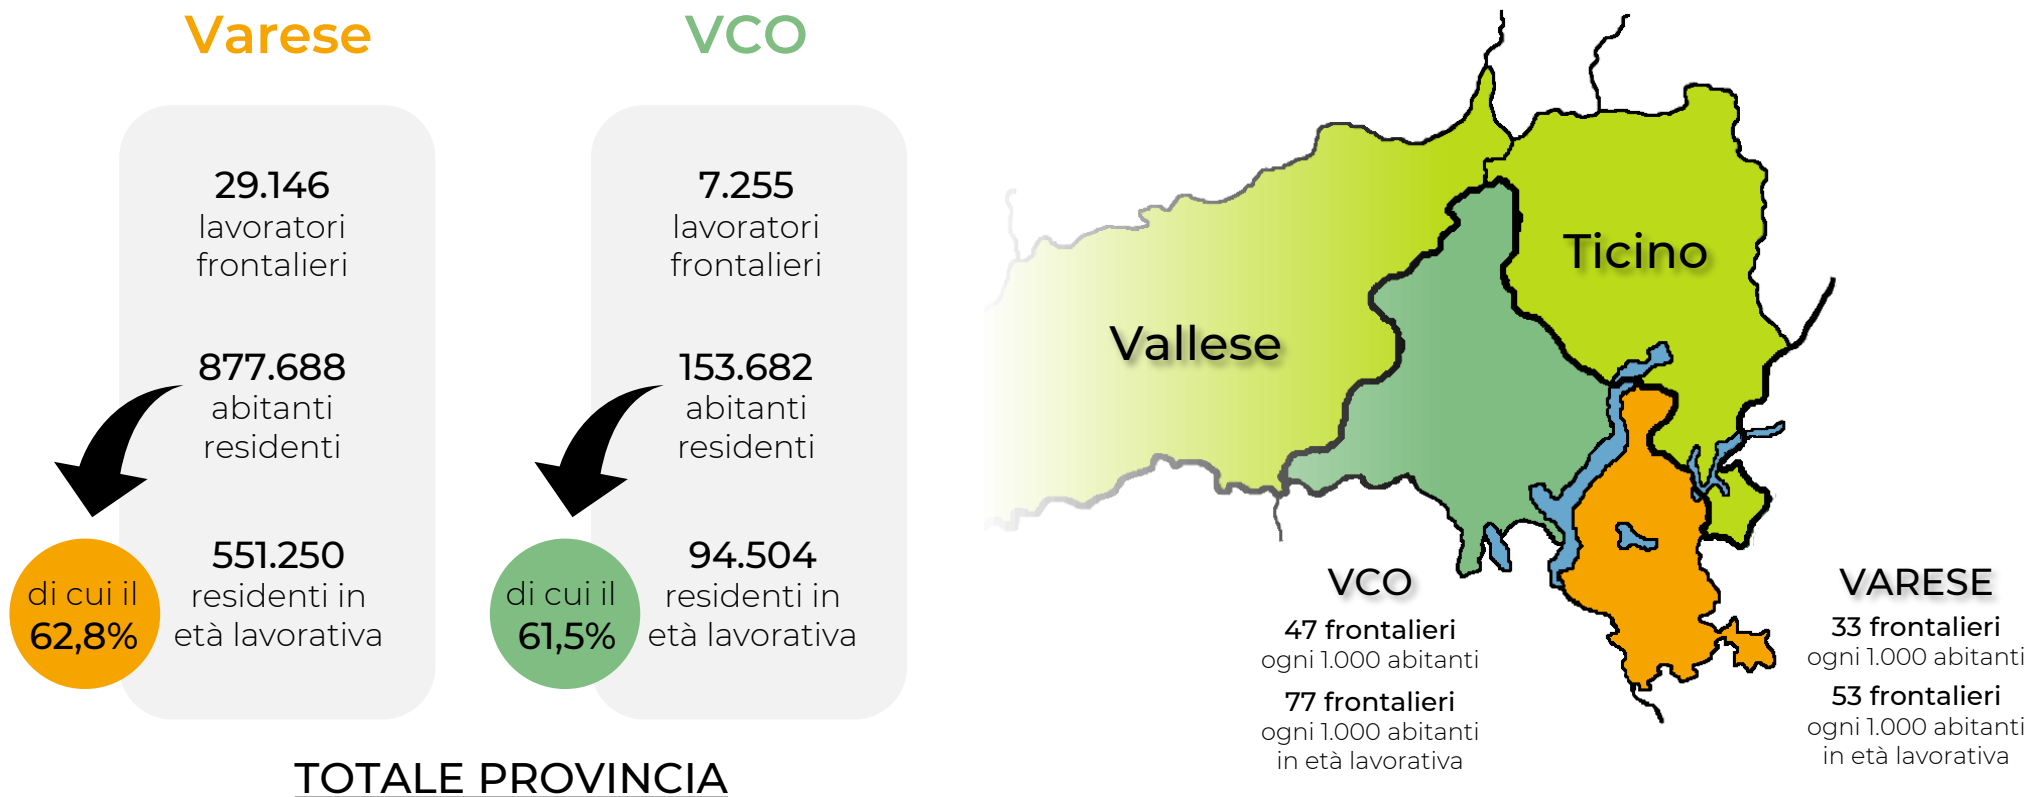 Varese
29.146
lavoratori
frontalieri
877.688
abitanti
residenti
di cui il
62,8%
551.250
residenti in
età lavorativa
VCO
7.255
lavoratori
frontalieri
153.682
abitanti
residenti
di cui il
61,5%
94.504
residenti in
età lavorativa
TOTALE PROVINCIA
Vallese
Ticino
VCO
47 frontalieri
ogni 1.000 abitanti
77 frontalieri
ogni 1.000 abitanti
in età lavorativa
VARESE
33 frontalieri
ogni 1.000 abitanti
53 frontalieri
ogni 1.000 abitanti
in età lavorativa